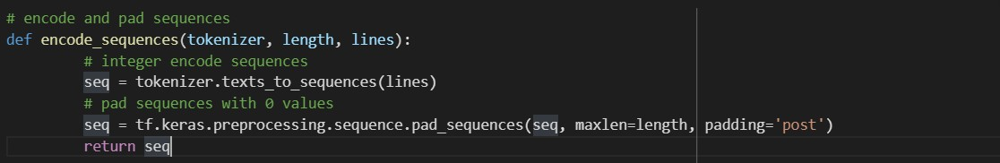 # encode and pad sequences
def encode_sequences(tokenizer, length, lines):
        # integer encode sequences
        seq = tokenizer.texts_to_sequences(lines)
        # pad sequences with 0 values
        seq = tf.keras.preprocessing.sequence.pad_sequences(seq, maxlen=length, padding='post')
        return seq